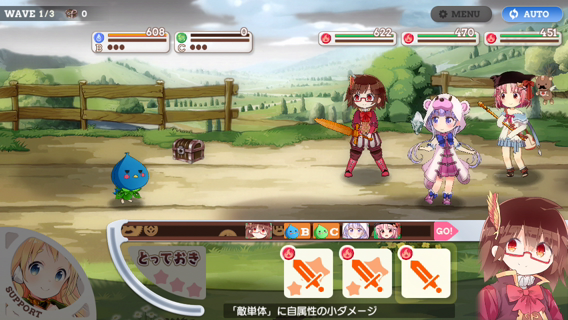 WAVE 1/3 0
MENU
AUTO
608
B
0
C
622
470
451
B C GO!
とっておき
SUPPORT
「敵単体」に自属性の小ダメージ